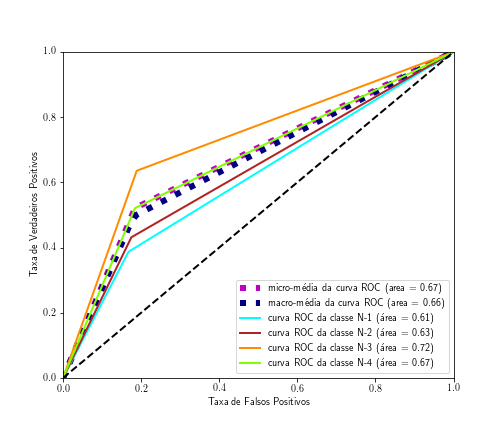 1.0
0.8
0.6
0.4
0.2
0.0
Taxa de Verdadeiros Positivos
micro-média da curva ROC (area = 0.67)
macro-média da curva ROC (area = 0.66)
curva ROC da classe N-1 (área = 0.61)
curva ROC da classe N-2 (área = 0.63)
curva ROC da classe N-3 (área = 0.72)
curva ROC da classe N-4 (área = 0.67)
0.0 0.2 0.4 0.6 0.8 1.0
Taxa de Falsos Positivos